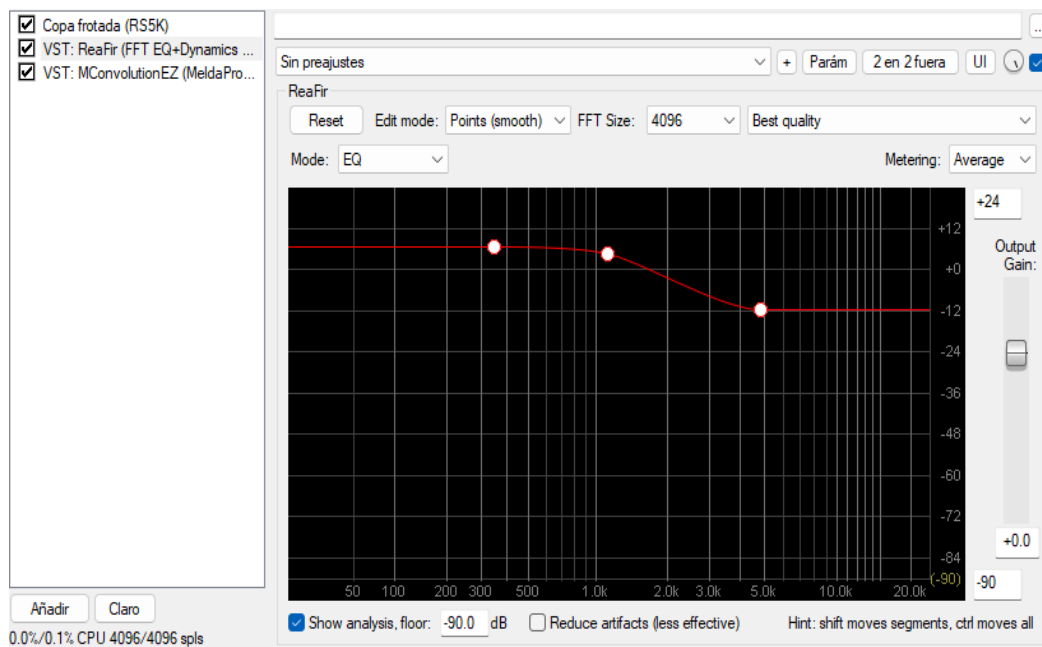 Copa frotada (RS5K)
VST: ReaFir (FFT EQ+Dynamics ...
VST: MConvolutionEZ (MeldaPro...
Añadir Claro
0.0%/0.1% CPU 4096/4096 spls
...
Sin preajustes + Parám 2 en 2 fuera UI
ReaFir
Reset Edit mode: Points (smooth) FFT Size: 4096 Best quality
Mode: EQ Metering: Average
+24
+12
Output
Gain:
+0
-12
-24
-36
-48
-60
-72
+0.0
-84
(-90) -90
50 100 200 300 500 1.0k 2.0k 3.0k 5.0k 10.0k 20.0k
Show analysis, floor: -90.0 dB Reduce artifacts (less effective) Hint: shift moves segments, ctrl moves all